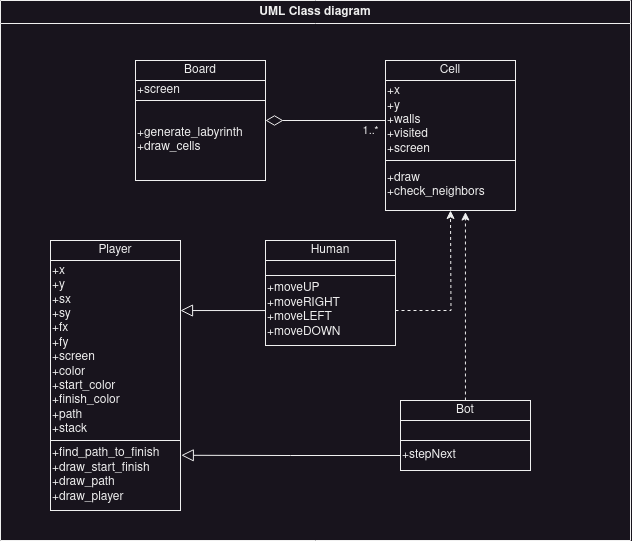 UML Class diagram
Board
+screen
+generate_labyrinth
+draw_cells
1..*
Cell
+x
+y
+walls
+visited
+screen
+draw
+check_neighbors
Player
+x
+y
+sx
+sy
+fx
+fy
+screen
+color
+start_color
+finish_color
+path
+stack
+find_path_to_finish
+draw_start_finish
+draw_path
+draw_player
Human
+moveUP
+moveRIGHT
+moveLEFT
+moveDOWN
Bot
+stepNext